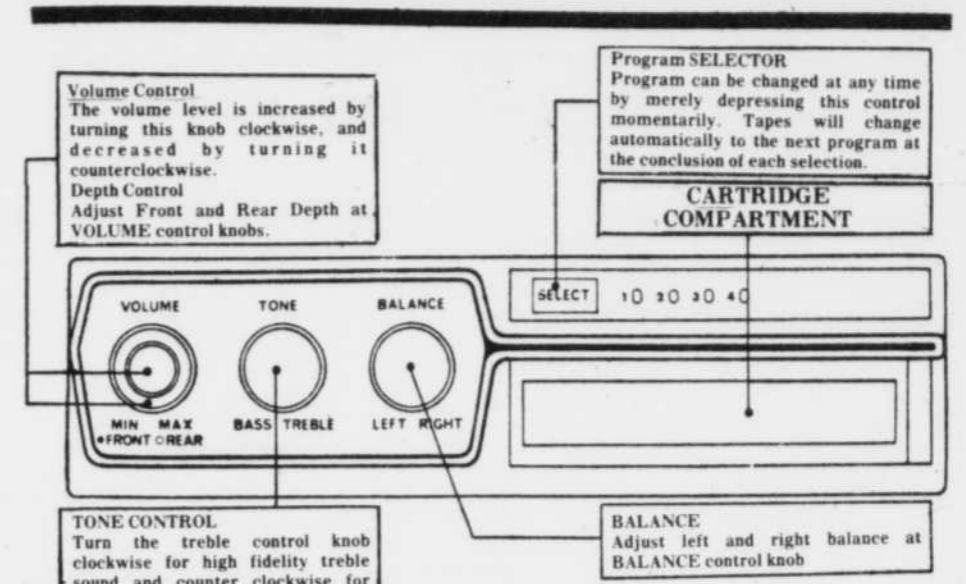 Volume Control
The volume level is increased by
turning this knob clockwise, and
decreased by turning it
counterclockwise.
Depth Control
Adjust Front and Rear Depth at
VOLUME control knobs.
Program SELECTOR
Program can be changed at any time
by merely depressing this control
momentarily. Tapes will change
automatically to the next program at
the conclusion of each selection.
CARTRIDGE
COMPARTMENT
VOLUME
TONE
BALANCE
SELECT
1 2 3 4
MIN MAX
FRONT REAR
BASS TREBLE
LEFT RIGHT
TONE CONTROL
Turn the treble control knob
clockwise for high fidelity treble
sound and counter clockwise for
BALANCE
Adjust left and right balance at
BALANCE control knob